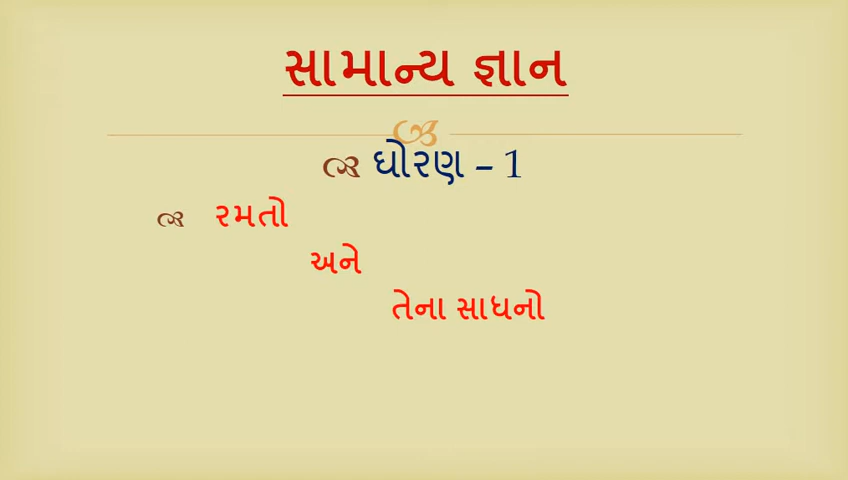 સામાન્ય જ્ઞાન
ઘોરણ – 1
રમતો
અને
તેના સાધનો